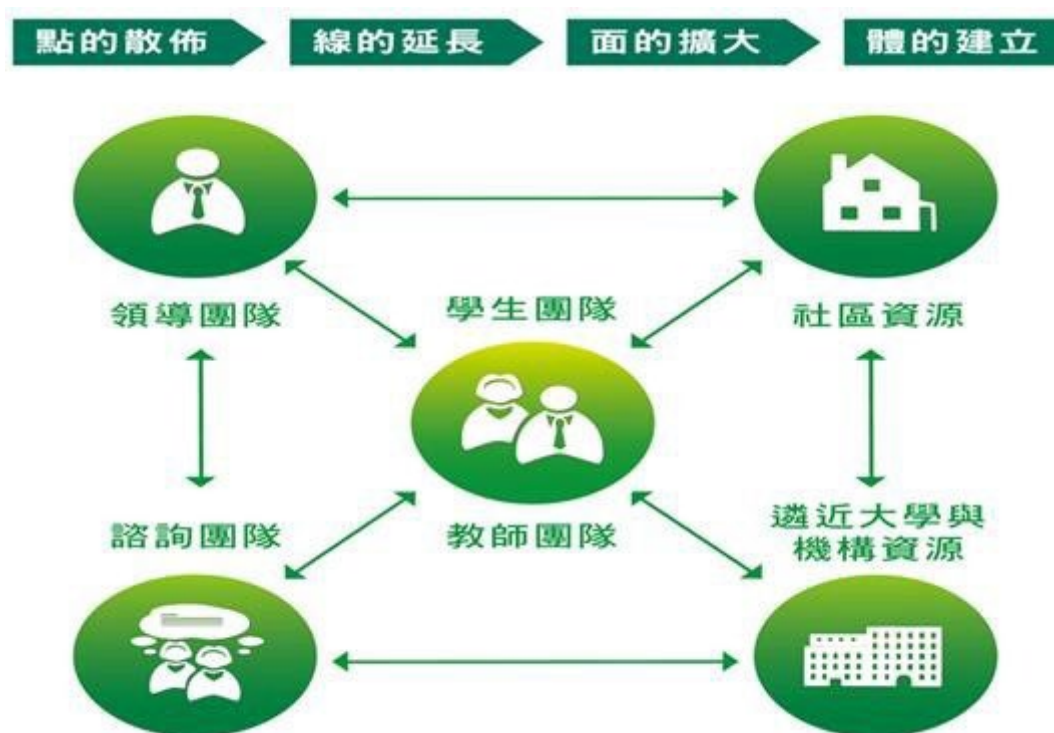 點的散佈
線的延長
面的擴大
體的建立
領導團隊
學生團隊
社區資源
諮詢團隊
教師團隊
遴近大學與
機構資源